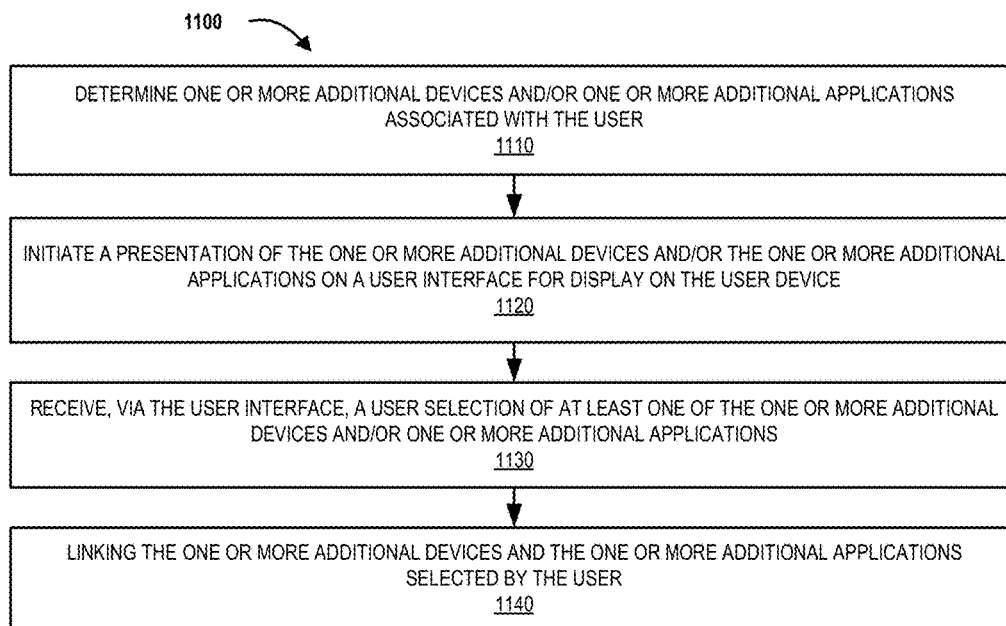 1100
DETERMINE ONE OR MORE ADDITIONAL DEVICES AND/OR ONE OR MORE ADDITIONAL APPLICATIONS
ASSOCIATED WITH THE USER
1110
INITIATE A PRESENTATION OF THE ONE OR MORE ADDITIONAL DEVICES AND/OR THE ONE OR MORE ADDITIONAL
APPLICATIONS ON A USER INTERFACE FOR DISPLAY ON THE USER DEVICE
1120
RECEIVE, VIA THE USER INTERFACE, A USER SELECTION OF AT LEAST ONE OF THE ONE OR MORE ADDITIONAL
DEVICES AND/OR ONE OR MORE ADDITIONAL APPLICATIONS
1130
LINKING THE ONE OR MORE ADDITIONAL DEVICES AND THE ONE OR MORE ADDITIONAL APPLICATIONS
SELECTED BY THE USER
1140